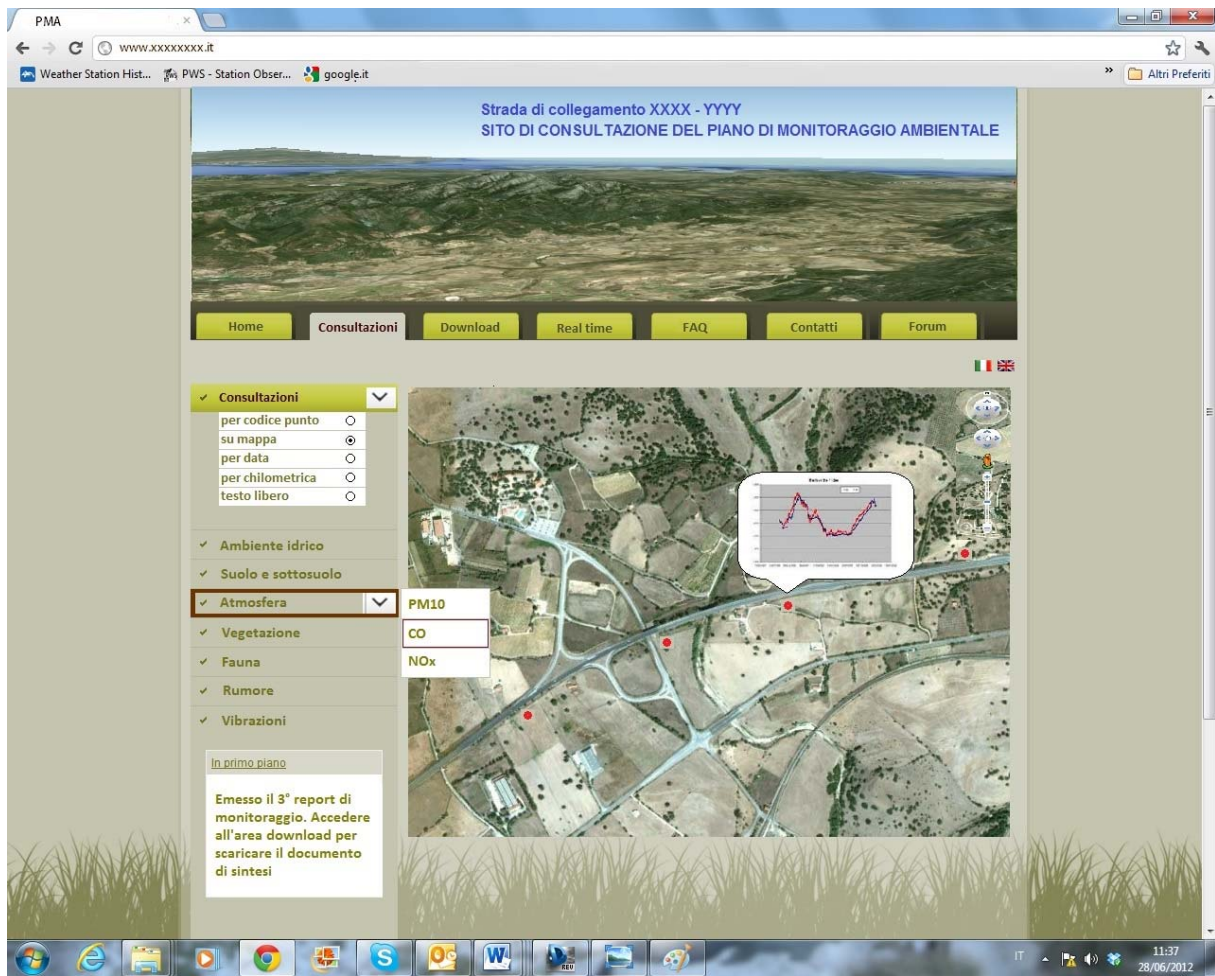 PMA
www.xxxxxxxx.it
Weather Station Hist... PWS - Station Obser... google.it
» Altri Preferiti
Strada di collegamento XXXX - YYYY
SITO DI CONSULTAZIONE DEL PIANO DI MONITORAGGIO AMBIENTALE
Home Consultazioni Download Real time FAQ Contatti Forum
Consultazioni
per codice punto
su mappa
per data
per chilometrica
testo libero
Ambiente idrico
Suolo e sottosuolo
Atmosfera
PM10
CO
NOx
Vegetazione
Fauna
Rumore
Vibrazioni
In primo piano
Emesso il 3° report di
monitoraggio. Accedere
all'area download per
scaricare il documento
di sintesi
IT
11:37
28/06/2012